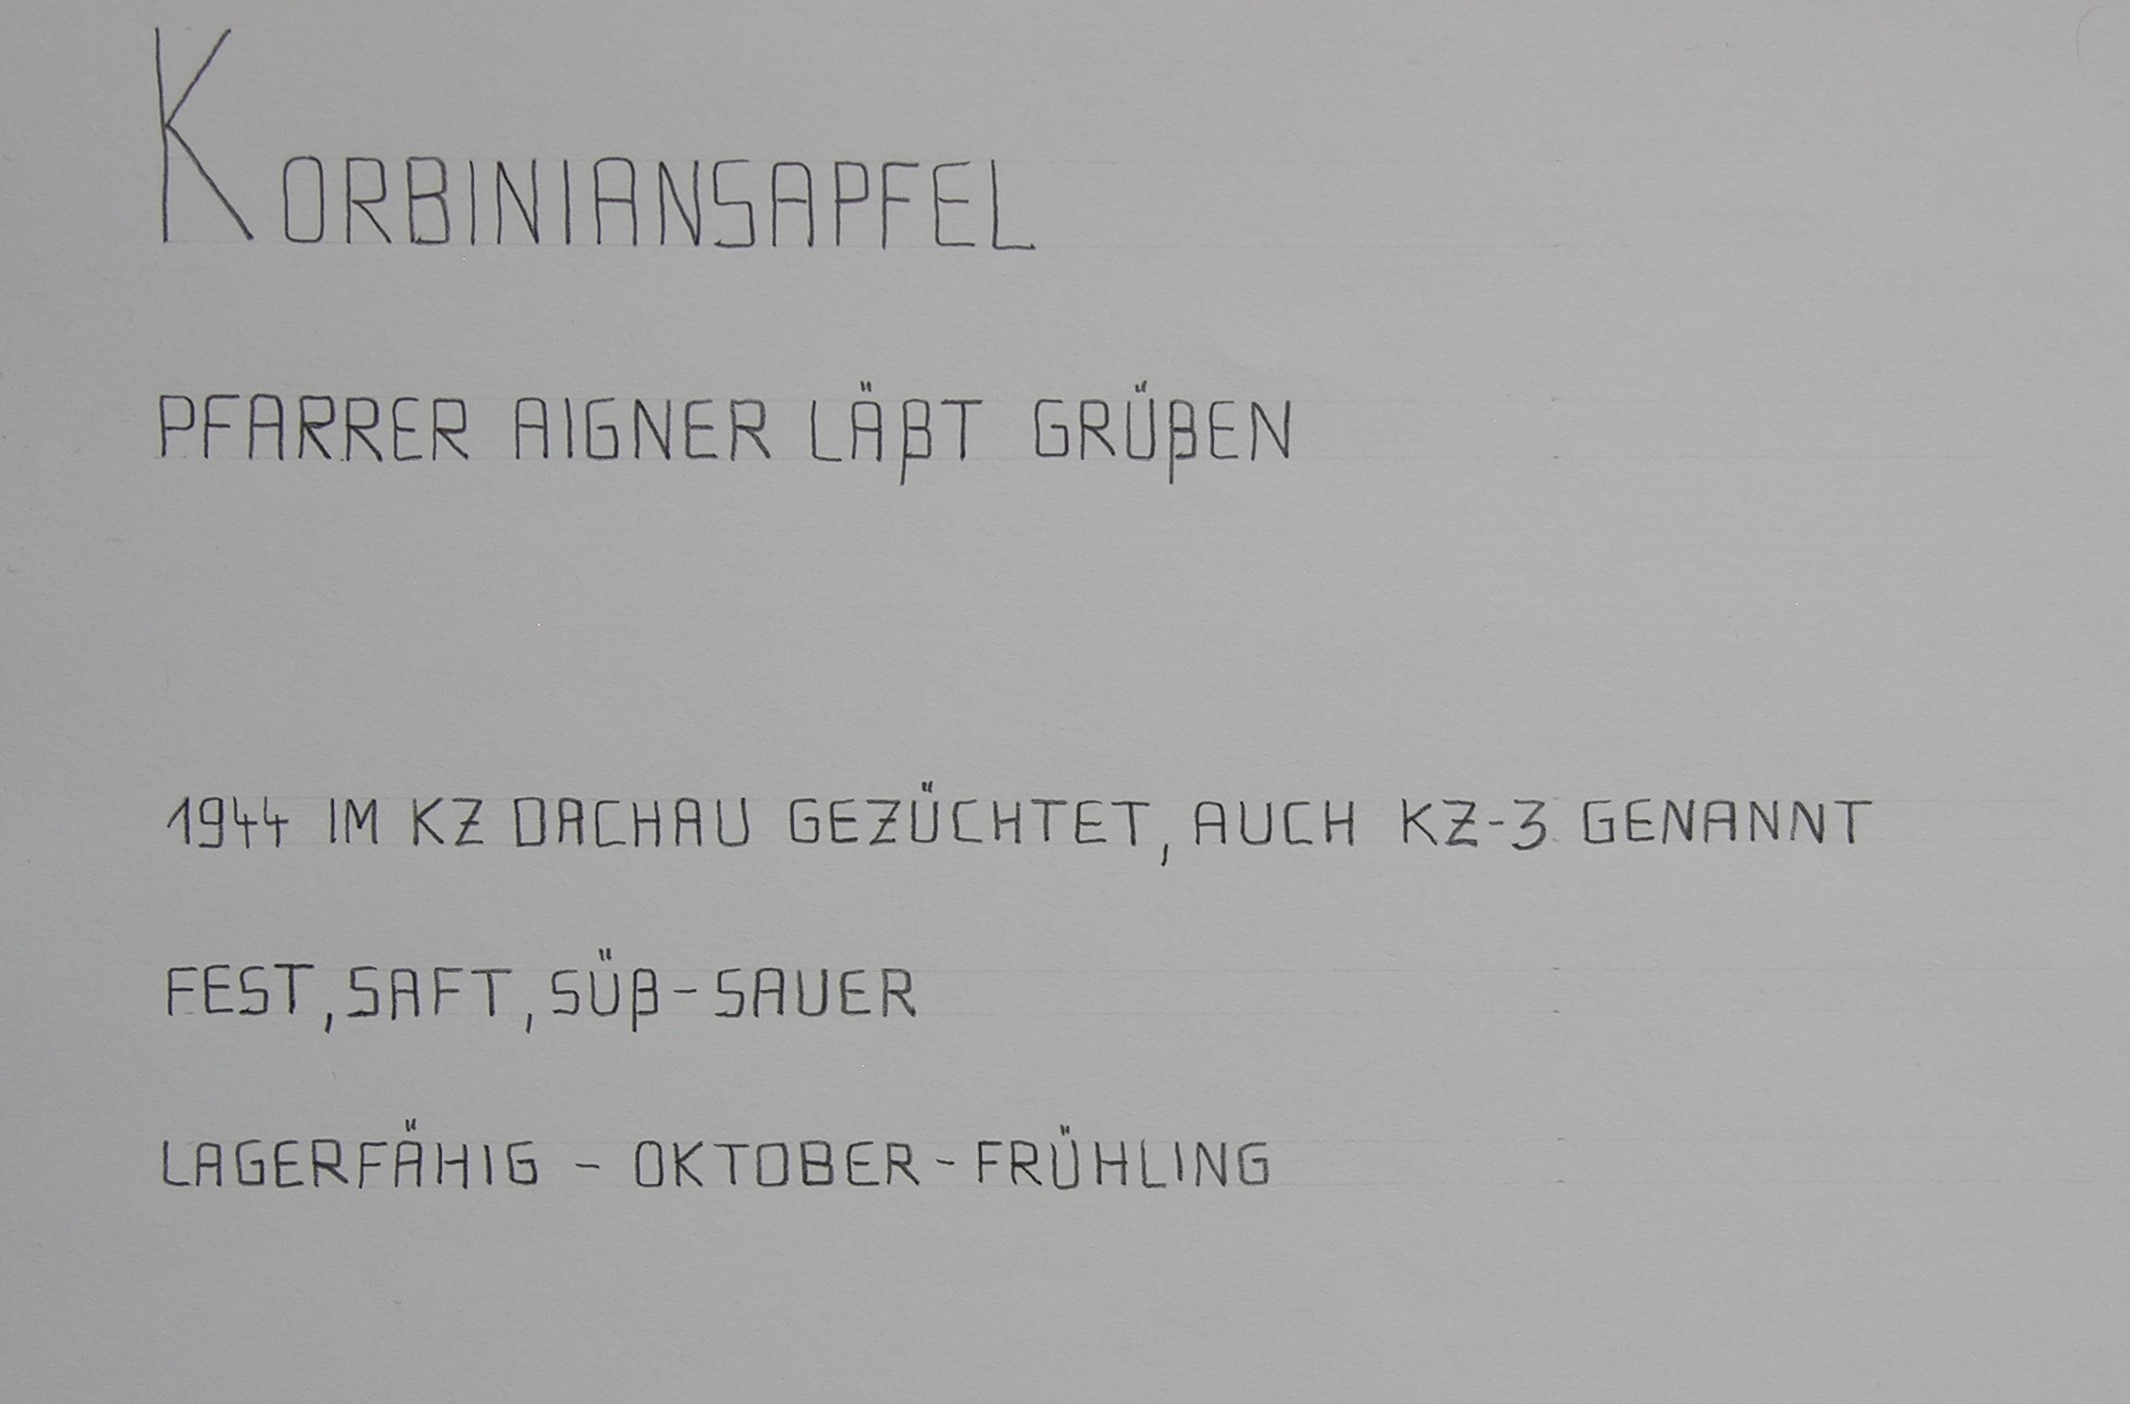 KORBINIANSAPFEL
PFARRER AIGNER LÄßT GRÜßEN
1944 IM KZ DACHAU GEZÜCHTET, AUCH KZ-3 GENANNT
FEST, SAFT, SÜß-SAUER
LAGERFÄHIG - OKTOBER - FRÜHLING